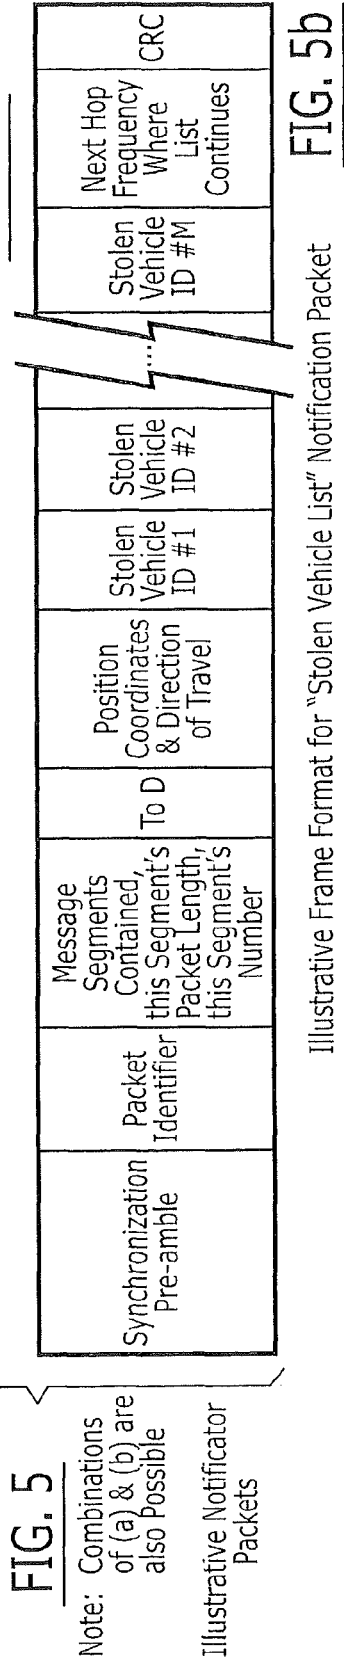 FIG. 5
Note: Combinations
of (a) & (b) are
also Possible
Illustrative Notificator
Packets
Synchronization
Pre-amble
Packet
Identifier
Message
Segments
Contained,
this Segment's
Packet Length,
this Segment's
Number
To D
Position
Coordinates
& Direction
of Travel
Stolen
Vehicle
ID #1
Stolen
Vehicle
ID #2
....
Stolen
Vehicle
ID #M
Next Hop
Frequency
Where
List
Continues
CRC
Illustrative Frame Format for "Stolen Vehicle List" Notification Packet
FIG. 5b